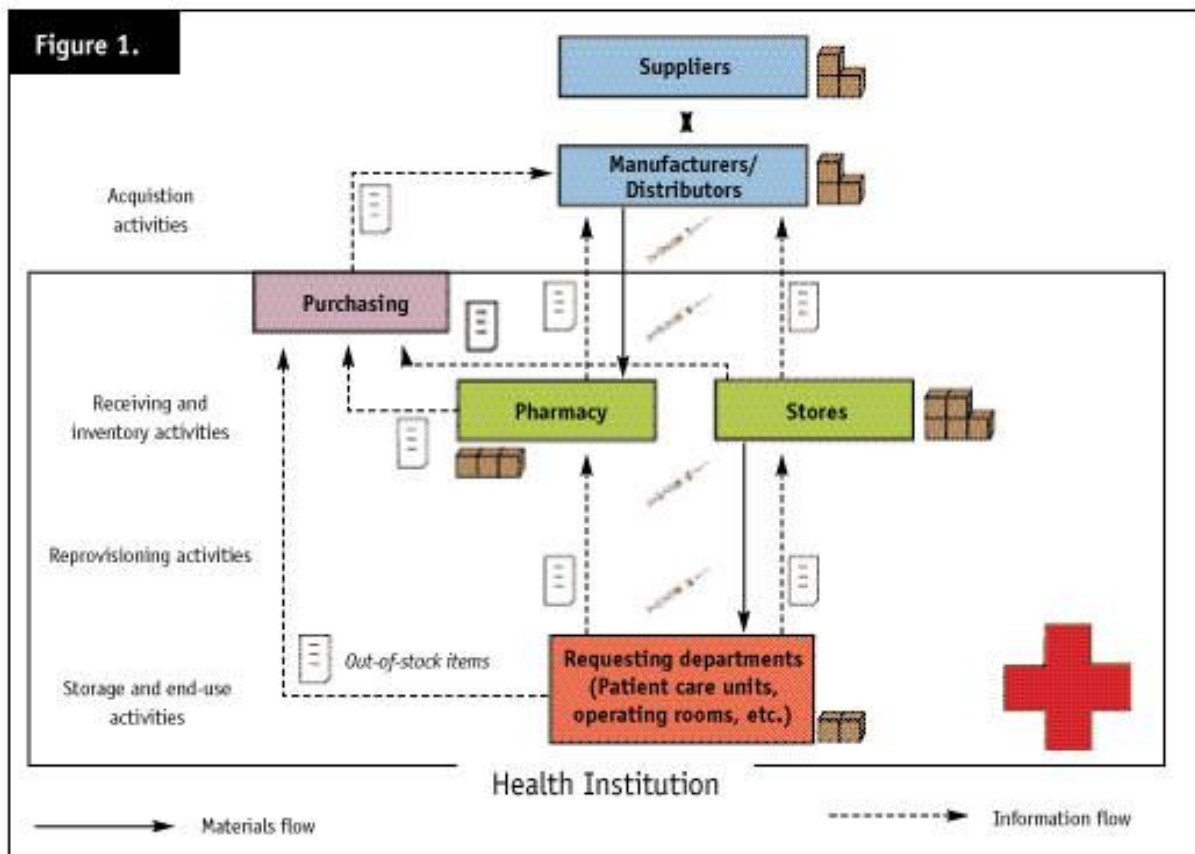 Figure 1.
Suppliers
Manufacturers/
Distributors
Acquistion
activities
Purchasing
Receiving and
inventory activities
Pharmacy
Stores
Reprovisioning activities
Out-of-stock items
Storage and end-use
activities
Requesting departments
(Patient care units,
operating rooms, etc.)
Health Institution
Materials flow
Information flow